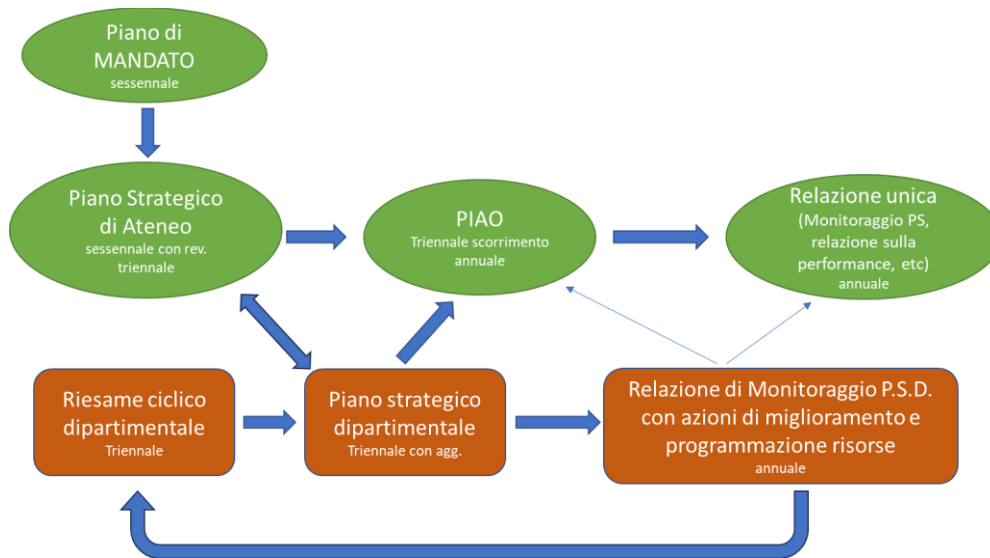 Piano di
MANDATO
sessennale
Piano Strategico
di Ateneo
sessennale con rev.
triennale
PIAO
Triennale scorrimento
annuale
Relazione unica
(Monitoraggio PS,
relazione sulla
performance, etc)
annuale
Riesame ciclico
dipartimentale
Triennale
Piano strategico
dipartimentale
Triennale con agg.
Relazione di Monitoraggio P.S.D.
con azioni di miglioramento e
programmazione risorse
annuale